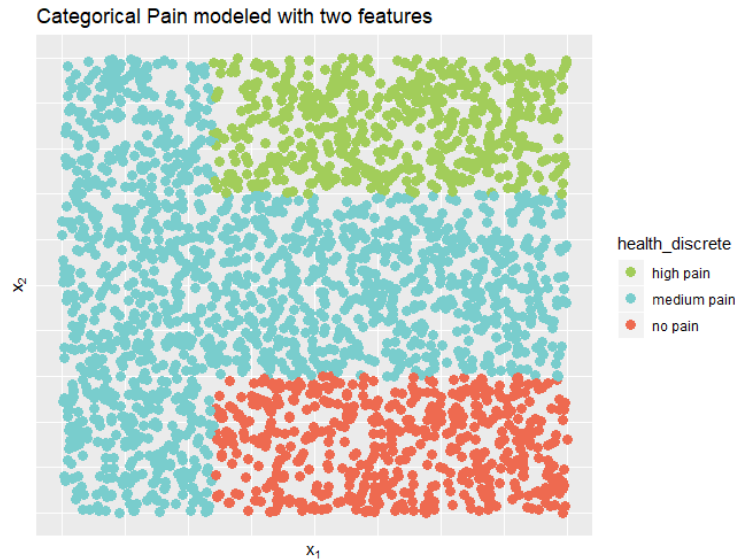 Categorical Pain modeled with two features
x₂
health_discrete
high pain
medium pain
no pain
x₁